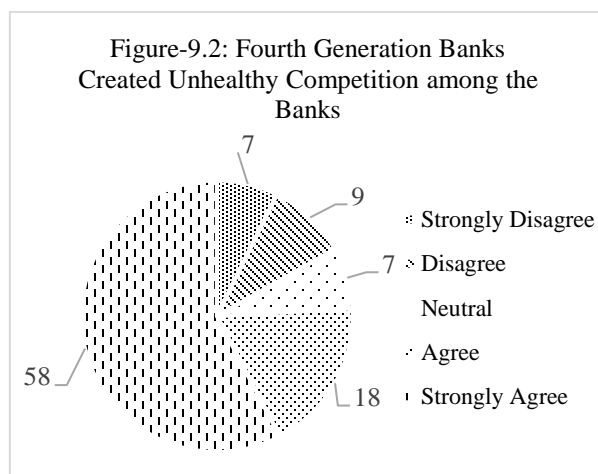 Figure-9.2: Fourth Generation Banks
Created Unhealthy Competition among the
Banks
7
9
7
18
58
Strongly Disagree
Disagree
Neutral
Agree
Strongly Agree